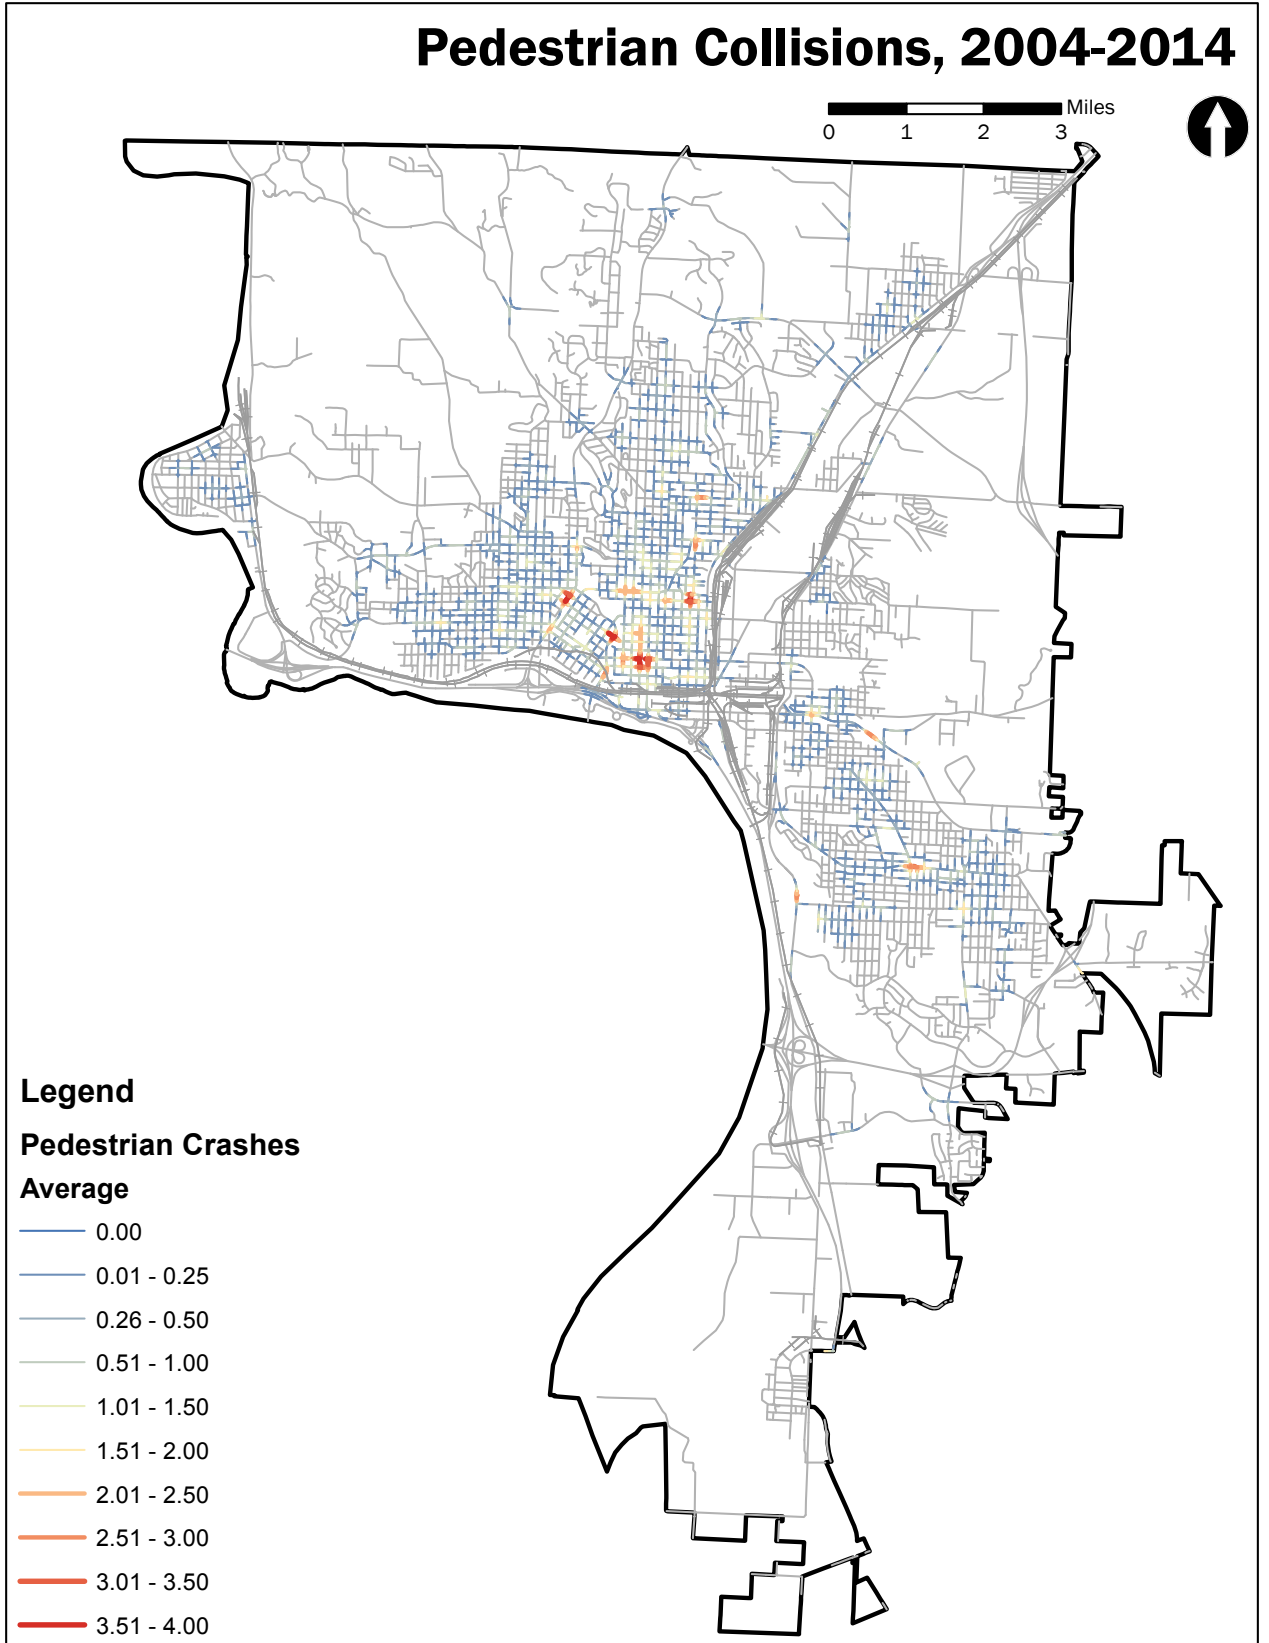 Pedestrian Collisions, 2004-2014
Miles
0 1 2 3
Legend
Pedestrian Crashes
Average
0.00
0.01 - 0.25
0.26 - 0.50
0.51 - 1.00
1.01 - 1.50
1.51 - 2.00
2.01 - 2.50
2.51 - 3.00
3.01 - 3.50
3.51 - 4.00